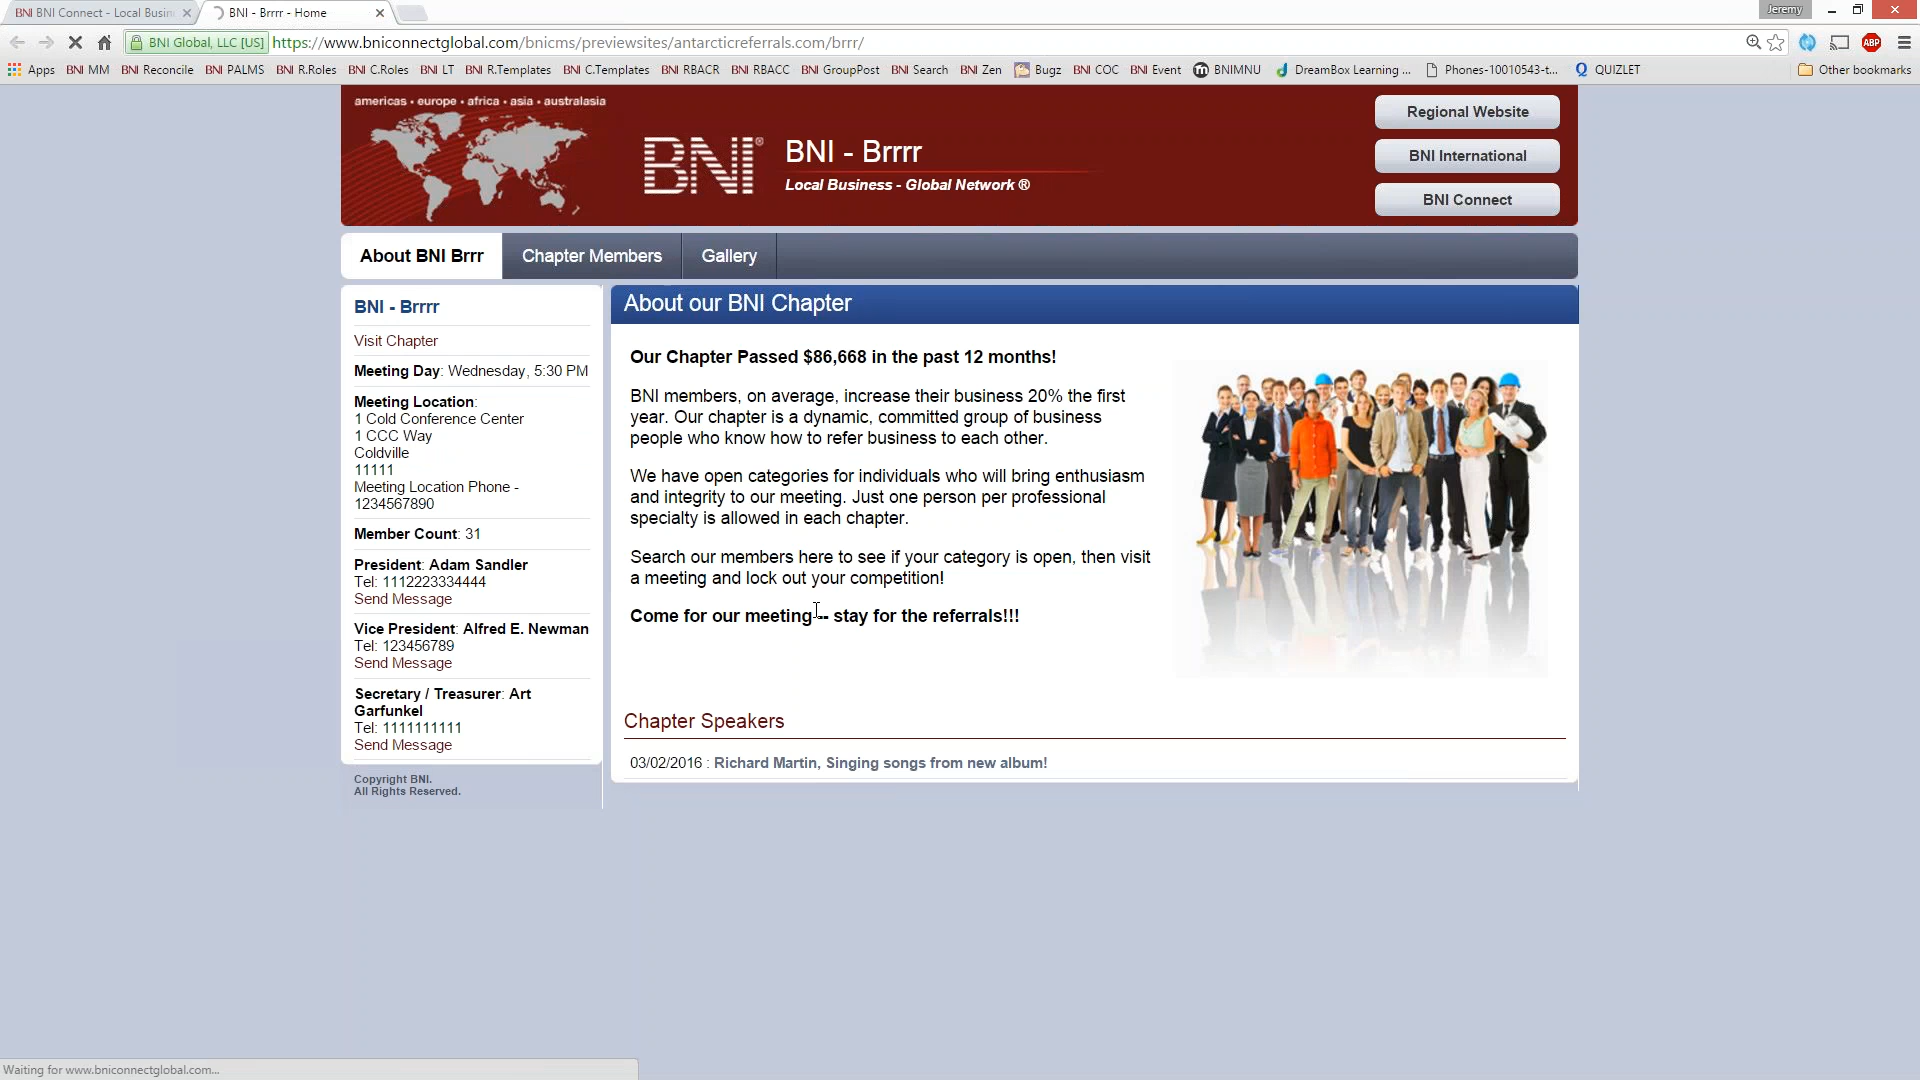 BNI BNI Connect - Local Busin
BNI - Brrrr - Home
Jeremy
BNI Global, LLC [US]
https://www.bniconnectglobal.com/bnicms/previewsites/antarcticreferrals.com/brrr/
ABP
Apps
BNI MM
BNI Reconcile
BNI PALMS
BNI R.Roles
BNI C.Roles
BNI LT
BNI R.Templates
BNI C.Templates
BNI RBACR
BNI RBACC
BNI GroupPost
BNI Search
BNI Zen
Bugz
BNI COC
BNI Event
BNIMNU
DreamBox Learning ...
Phones-10010543-t...
QUIZLET
Other bookmarks
americas • europe • africa • asia • australasia
BNI®
BNI - Brrrr
Local Business - Global Network ®
Regional Website
BNI International
BNI Connect
About BNI Brrr
Chapter Members
Gallery
BNI - Brrrr
Visit Chapter
Meeting Day: Wednesday, 5:30 PM
Meeting Location:
1 Cold Conference Center
1 CCC Way
Coldville
11111
Meeting Location Phone -
1234567890
Member Count: 31
President: Adam Sandler
Tel: 1112223334444
Send Message
Vice President: Alfred E. Newman
Tel: 123456789
Send Message
Secretary / Treasurer: Art
Garfunkel
Tel: 1111111111
Send Message
Copyright BNI.
All Rights Reserved.
About our BNI Chapter
Our Chapter Passed $86,668 in the past 12 months!
BNI members, on average, increase their business 20% the first
year. Our chapter is a dynamic, committed group of business
people who know how to refer business to each other.
We have open categories for individuals who will bring enthusiasm
and integrity to our meeting. Just one person per professional
specialty is allowed in each chapter.
Search our members here to see if your category is open, then visit
a meeting and lock out your competition!
Come for our meeting -- stay for the referrals!!!
Chapter Speakers
03/02/2016 : Richard Martin, Singing songs from new album!
Waiting for www.bniconnectglobal.com...